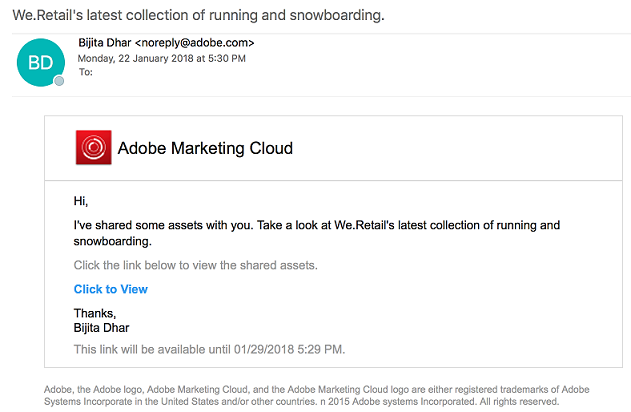 We.Retail's latest collection of running and snowboarding.
BD
Bijita Dhar <noreply@adobe.com>
Monday, 22 January 2018 at 5:30 PM
To:
Adobe Marketing Cloud
Hi,
I've shared some assets with you. Take a look at We.Retail's latest collection of running and
snowboarding.
Click the link below to view the shared assets.
Click to View
Thanks,
Bijita Dhar
This link will be available until 01/29/2018 5:29 PM.
Adobe, the Adobe logo, Adobe Marketing Cloud, and the Adobe Marketing Cloud logo are either registered trademarks of Adobe
Systems Incorporate in the United States and/or other countries. n 2015 Adobe systems Incorporated. All rights reserved.